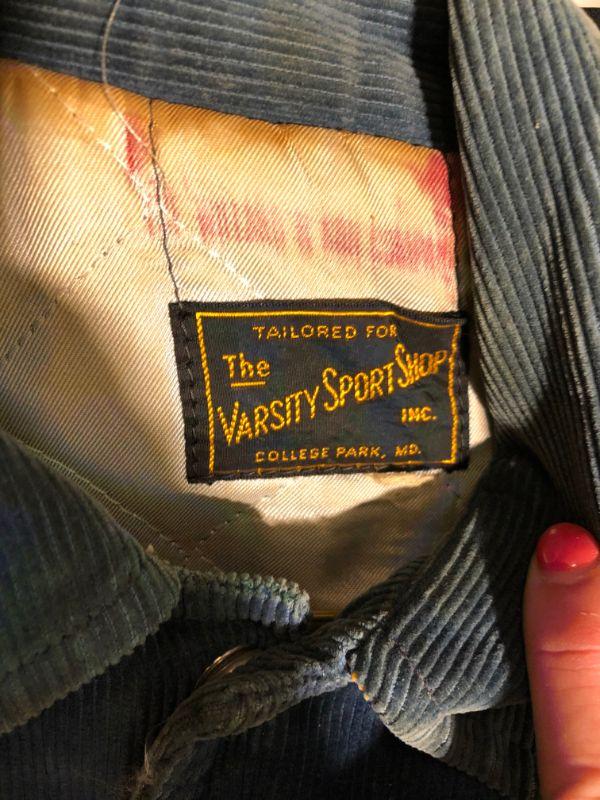 TAILORED FOR
The
VARSITY SPORT SHOP
INC.
COLLEGE PARK, MD.